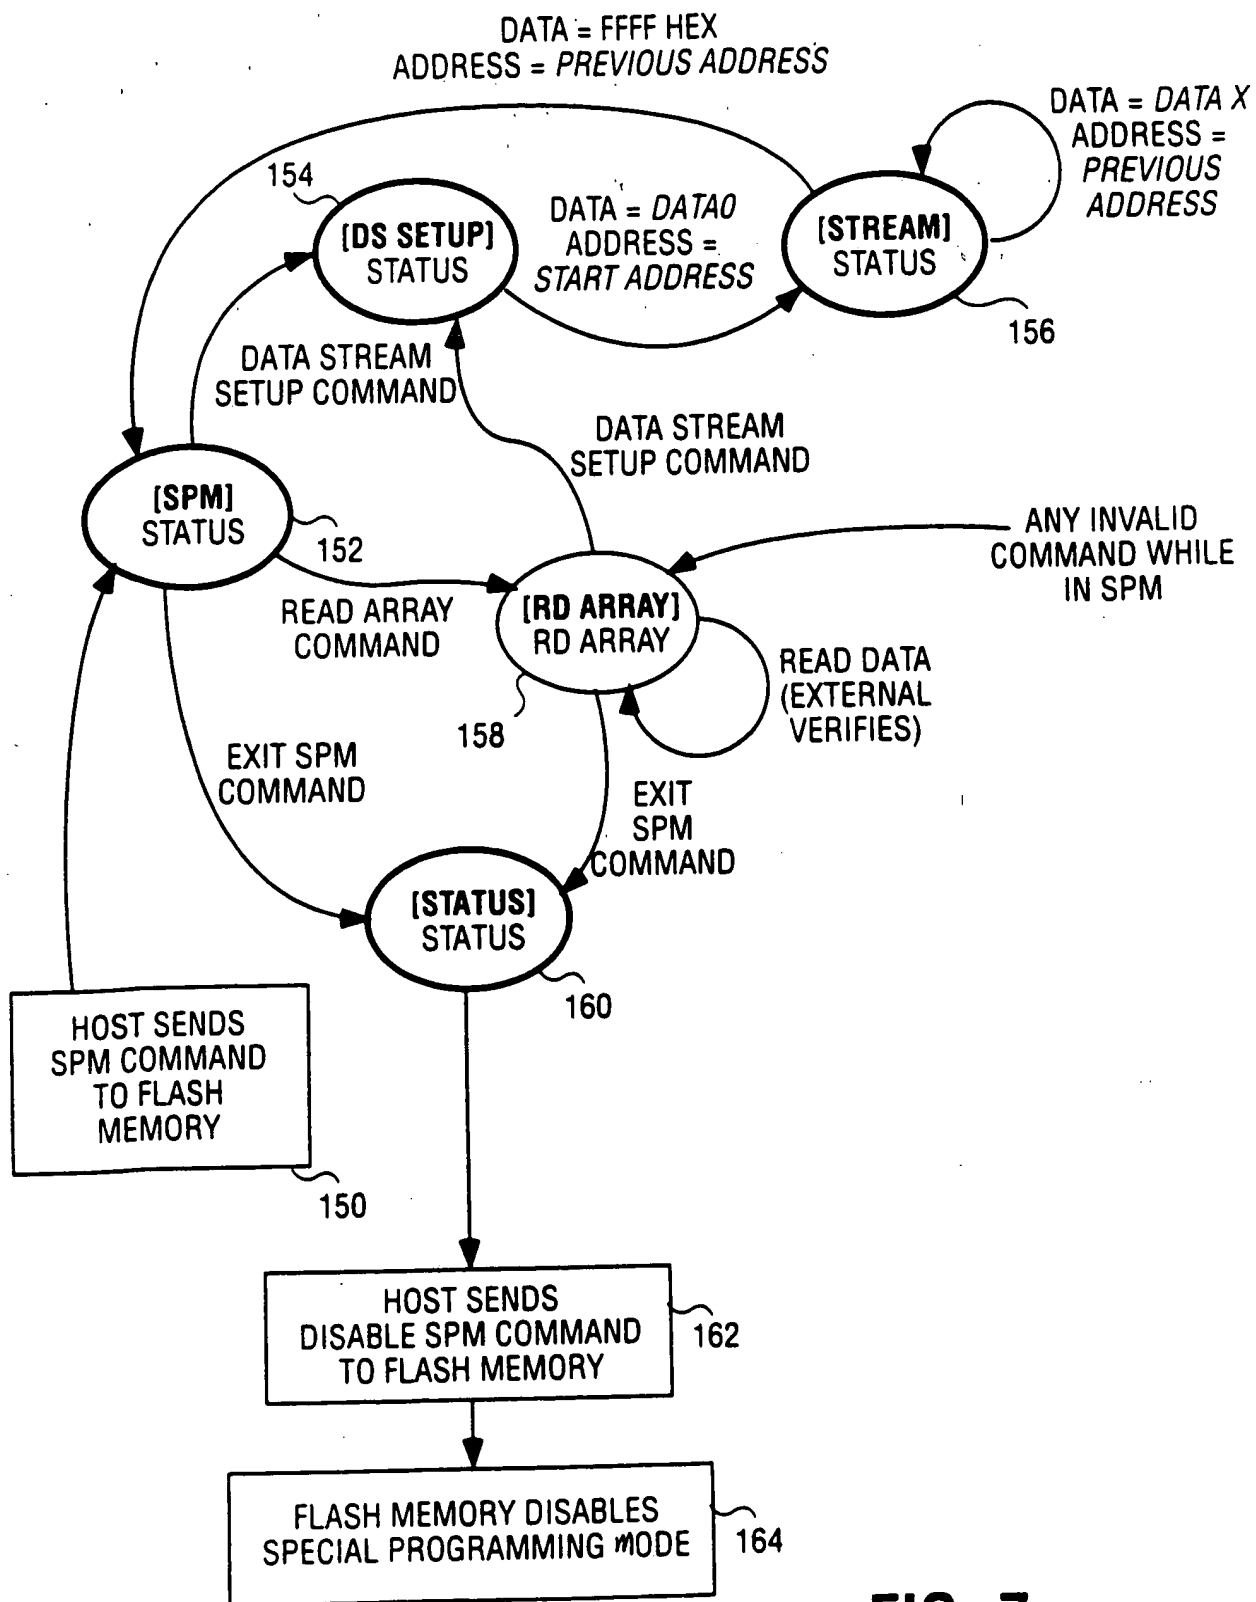 DATA = FFFF HEX
ADDRESS = PREVIOUS ADDRESS
DATA = DATA X
ADDRESS =
PREVIOUS
ADDRESS
154
[DS SETUP]
STATUS
DATA = DATA0
ADDRESS =
START ADDRESS
[STREAM]
STATUS
156
DATA STREAM
SETUP COMMAND
DATA STREAM
SETUP COMMAND
[SPM]
STATUS
152
ANY INVALID
COMMAND WHILE
IN SPM
READ ARRAY
COMMAND
[RD ARRAY]
RD ARRAY
158
READ DATA
(EXTERNAL
VERIFIES)
EXIT SPM
COMMAND
EXIT
SPM
COMMAND
[STATUS]
STATUS
160
HOST SENDS
SPM COMMAND
TO FLASH
MEMORY
150
HOST SENDS
DISABLE SPM COMMAND
TO FLASH MEMORY
162
FLASH MEMORY DISABLES
SPECIAL PROGRAMMING mODE
164
FIG. 7